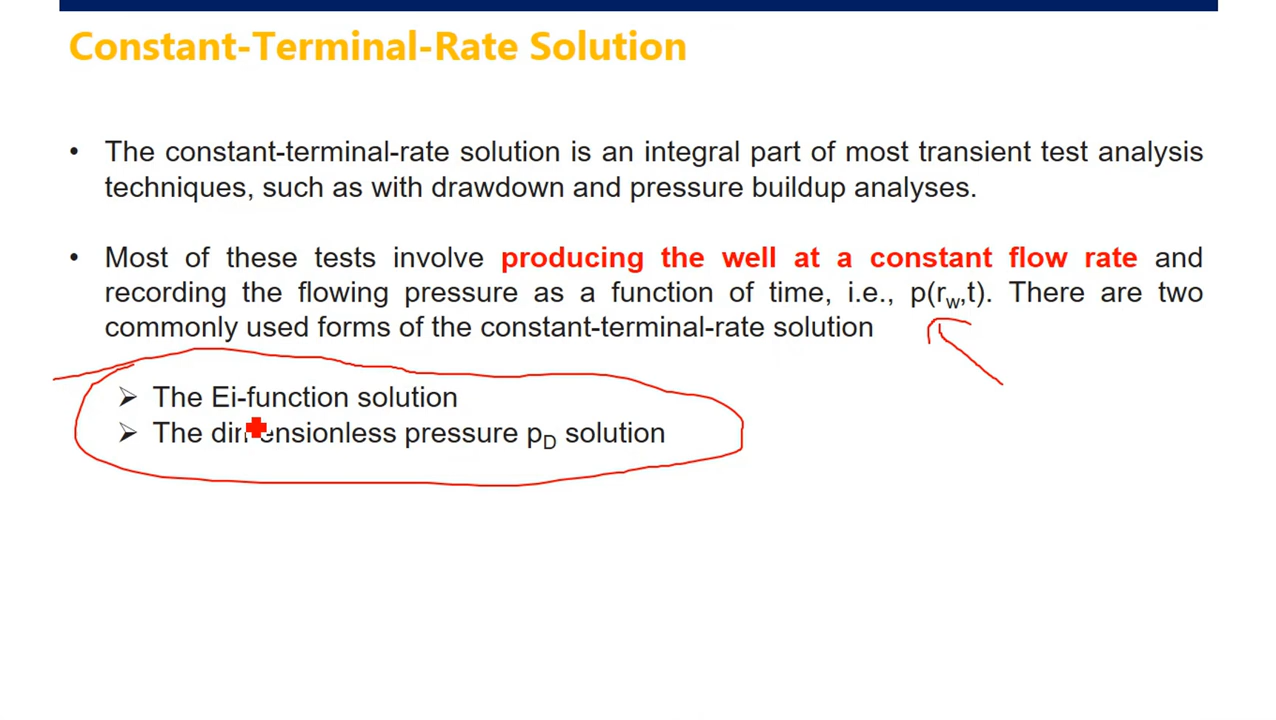 Constant-Terminal-Rate Solution
• The constant-terminal-rate solution is an integral part of most transient test analysis
techniques, such as with drawdown and pressure buildup analyses.
• Most of these tests involve producing the well at a constant flow rate and
recording the flowing pressure as a function of time, i.e., p(rw,t). There are two
commonly used forms of the constant-terminal-rate solution
➢ The Ei-function solution
➢ The dimensionless pressure pD solution